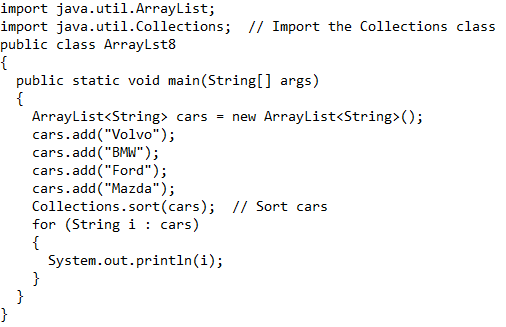 import java.util.ArrayList;
import java.util.Collections;  // Import the Collections class
public class ArrayLst8
{
  public static void main(String[] args)
  {
    ArrayList<String> cars = new ArrayList<String>();
    cars.add("Volvo");
    cars.add("BMW");
    cars.add("Ford");
    cars.add("Mazda");
    Collections.sort(cars);  // Sort cars
    for (String i : cars)
    {
      System.out.println(i);
    }
  }
}